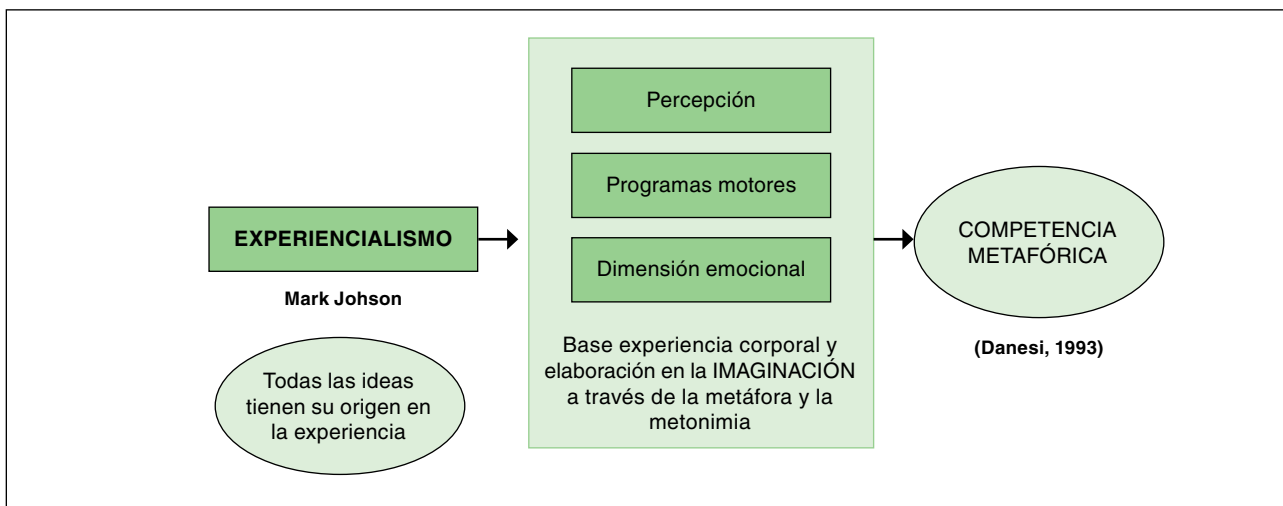 EXPERIENCIALISMO
Mark Johson
Todas las ideas
tienen su origen en
la experiencia
Percepción
Programas motores
Dimensión emocional
Base experiencia corporal y
elaboración en la IMAGINACIÓN
a través de la metáfora y la
metonimia
COMPETENCIA
METAFÓRICA
(Danesi, 1993)